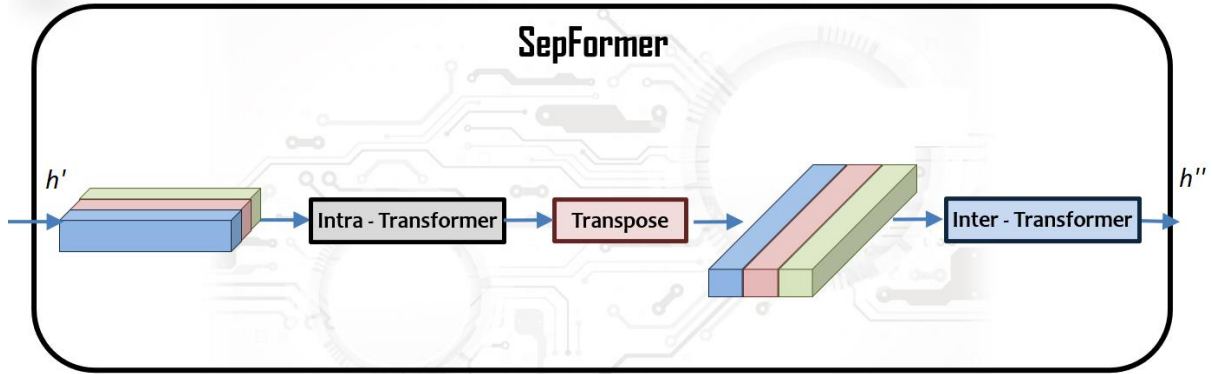 SepFormer
h'
Intra - Transformer
Transpose
Inter - Transformer
h''